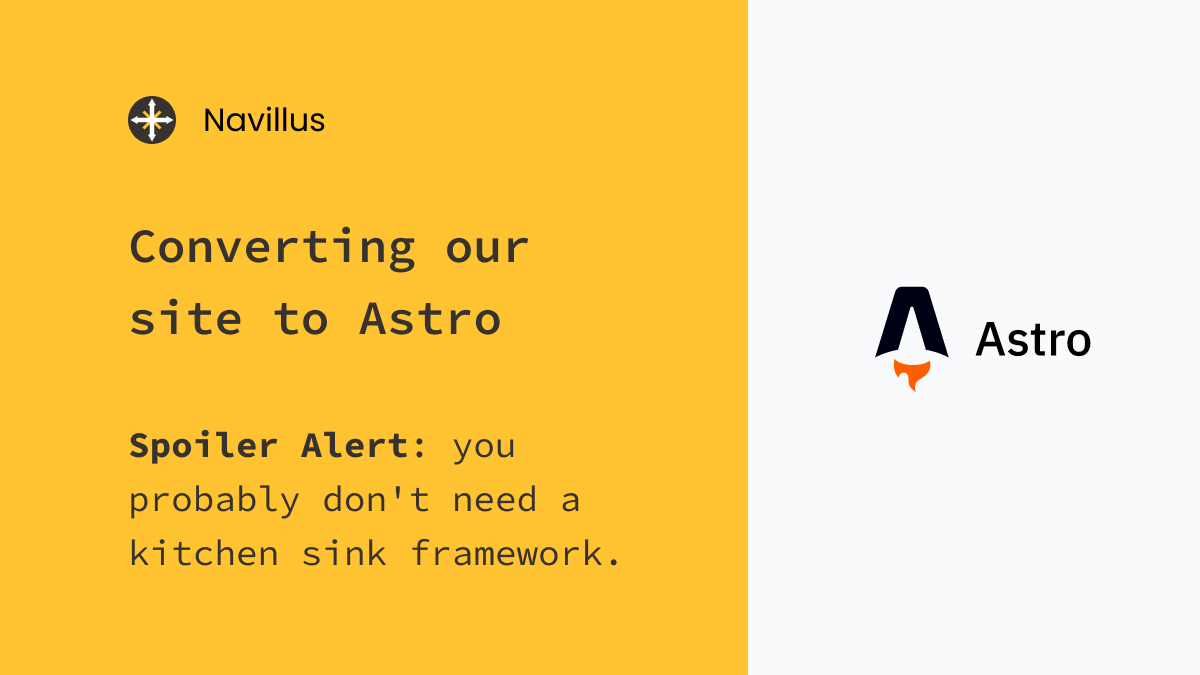 Navillus
Converting our
site to Astro
Spoiler Alert: you
probably don't need a
kitchen sink framework.
Astro